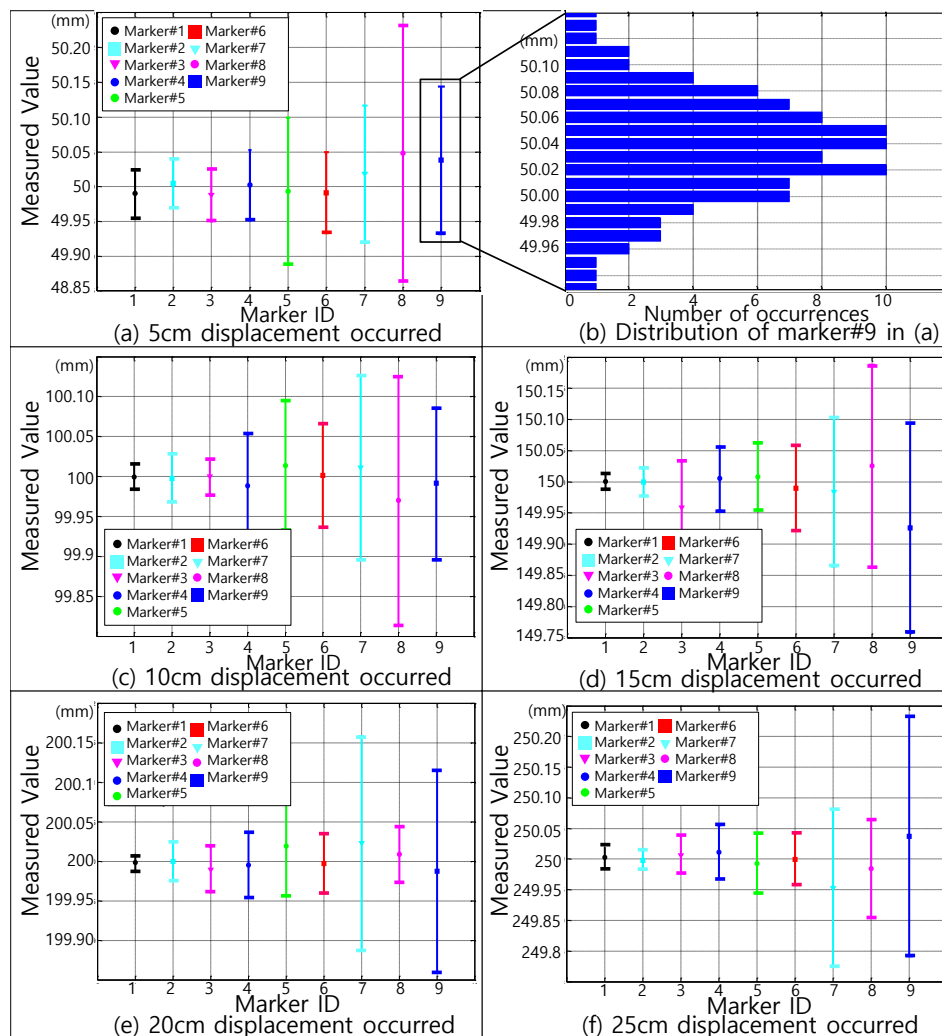 (mm)
50.20
50.15
50.10
50.05
50
49.95
49.90
48.85
Measured Value
Marker#1
Marker#2
Marker#3
Marker#4
Marker#5
Marker#6
Marker#7
Marker#8
Marker#9
1 2 3 4 5 6 7 8 9
Marker ID
(a) 5cm displacement occurred
(mm)
50.10
50.08
50.06
50.04
50.02
50.00
49.98
49.96
0 2 4 6 8 10
Number of occurrences
(b) Distribution of marker#9 in (a)
(mm)
100.10
100.05
100
99.95
99.9
99.85
Measured Value
Marker#1
Marker#2
Marker#3
Marker#4
Marker#5
Marker#6
Marker#7
Marker#8
Marker#9
1 2 3 4 5 6 7 8 9
Marker ID
(c) 10cm displacement occurred
(mm)
150.15
150.10
150.05
150
149.95
149.90
149.85
149.80
149.75
Measured Value
Marker#1
Marker#2
Marker#3
Marker#4
Marker#5
Marker#6
Marker#7
Marker#8
Marker#9
1 2 3 4 5 6 7 8 9
Marker ID
(d) 15cm displacement occurred
(mm)
200.15
200.10
200.05
200
199.95
199.90
Measured Value
Marker#1
Marker#2
Marker#3
Marker#4
Marker#5
Marker#6
Marker#7
Marker#8
Marker#9
1 2 3 4 5 6 7 8 9
Marker ID
(e) 20cm displacement occurred
(mm)
250.20
250.15
250.10
250.05
250
249.95
249.90
249.85
249.8
Measured Value
Marker#1
Marker#2
Marker#3
Marker#4
Marker#5
Marker#6
Marker#7
Marker#8
Marker#9
1 2 3 4 5 6 7 8 9
Marker ID
(f) 25cm displacement occurred